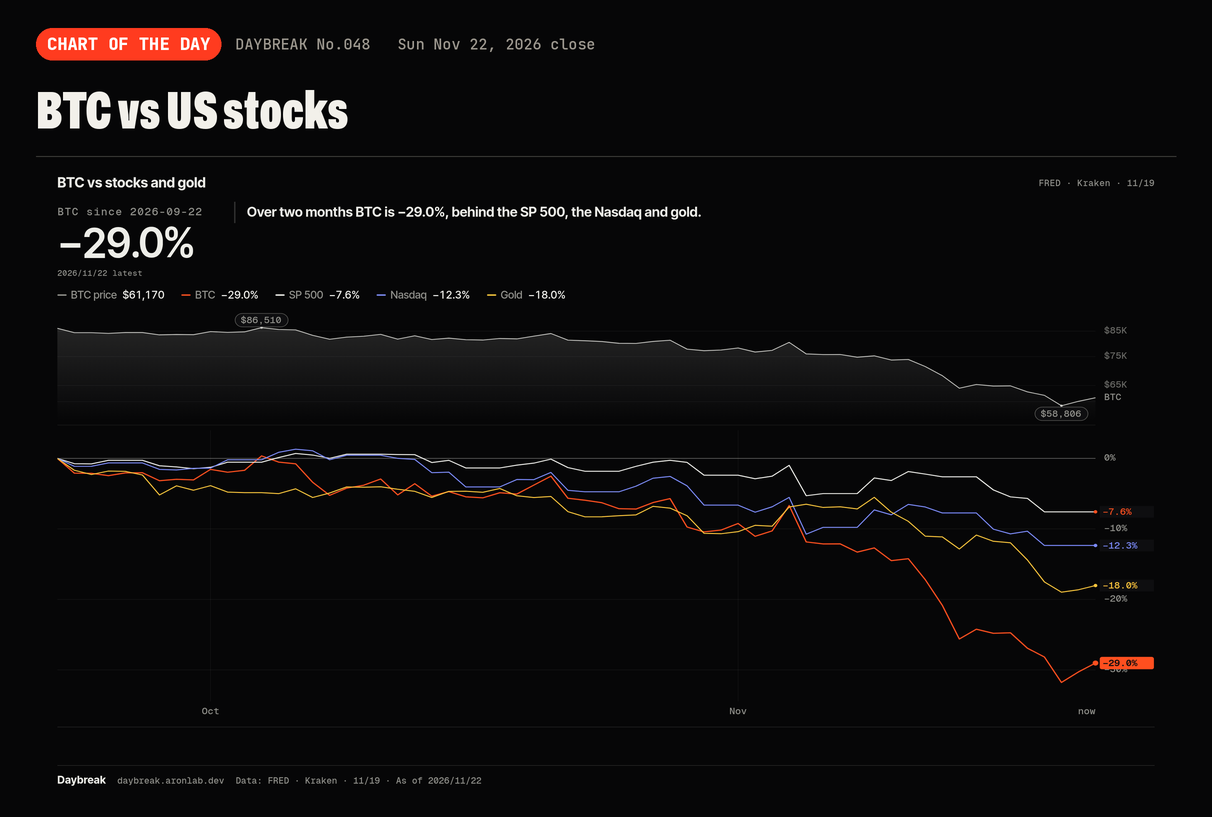 CHART OF THE DAY DAYBREAK No.048 Sun Nov 22, 2026 close
BTC vs US stocks
BTC vs stocks and gold
FRED · Kraken · 11/19
BTC since 2026-09-22
−29.0%
2026/11/22 latest
Over two months BTC is −29.0%, behind the SP 500, the Nasdaq and gold.
BTC price $61,170 BTC −29.0% SP 500 −7.6% Nasdaq −12.3% Gold −18.0%
$86,510
$85K
$75K
$65K
BTC
$58,806
0%
−7.6%
−10%
−12.3%
−18.0%
−20%
−29.0%
−30%
Oct Nov now
Daybreak daybreak.aronlab.dev Data: FRED · Kraken · 11/19 · As of 2026/11/22